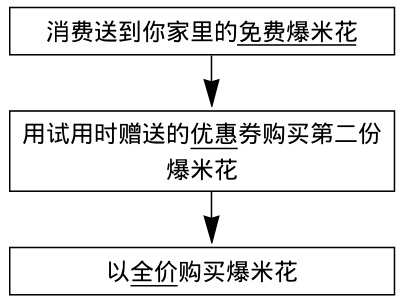 消费送到你家里的免费爆米花
用试用时赠送的优惠券购买第二份
爆米花
以全价购买爆米花